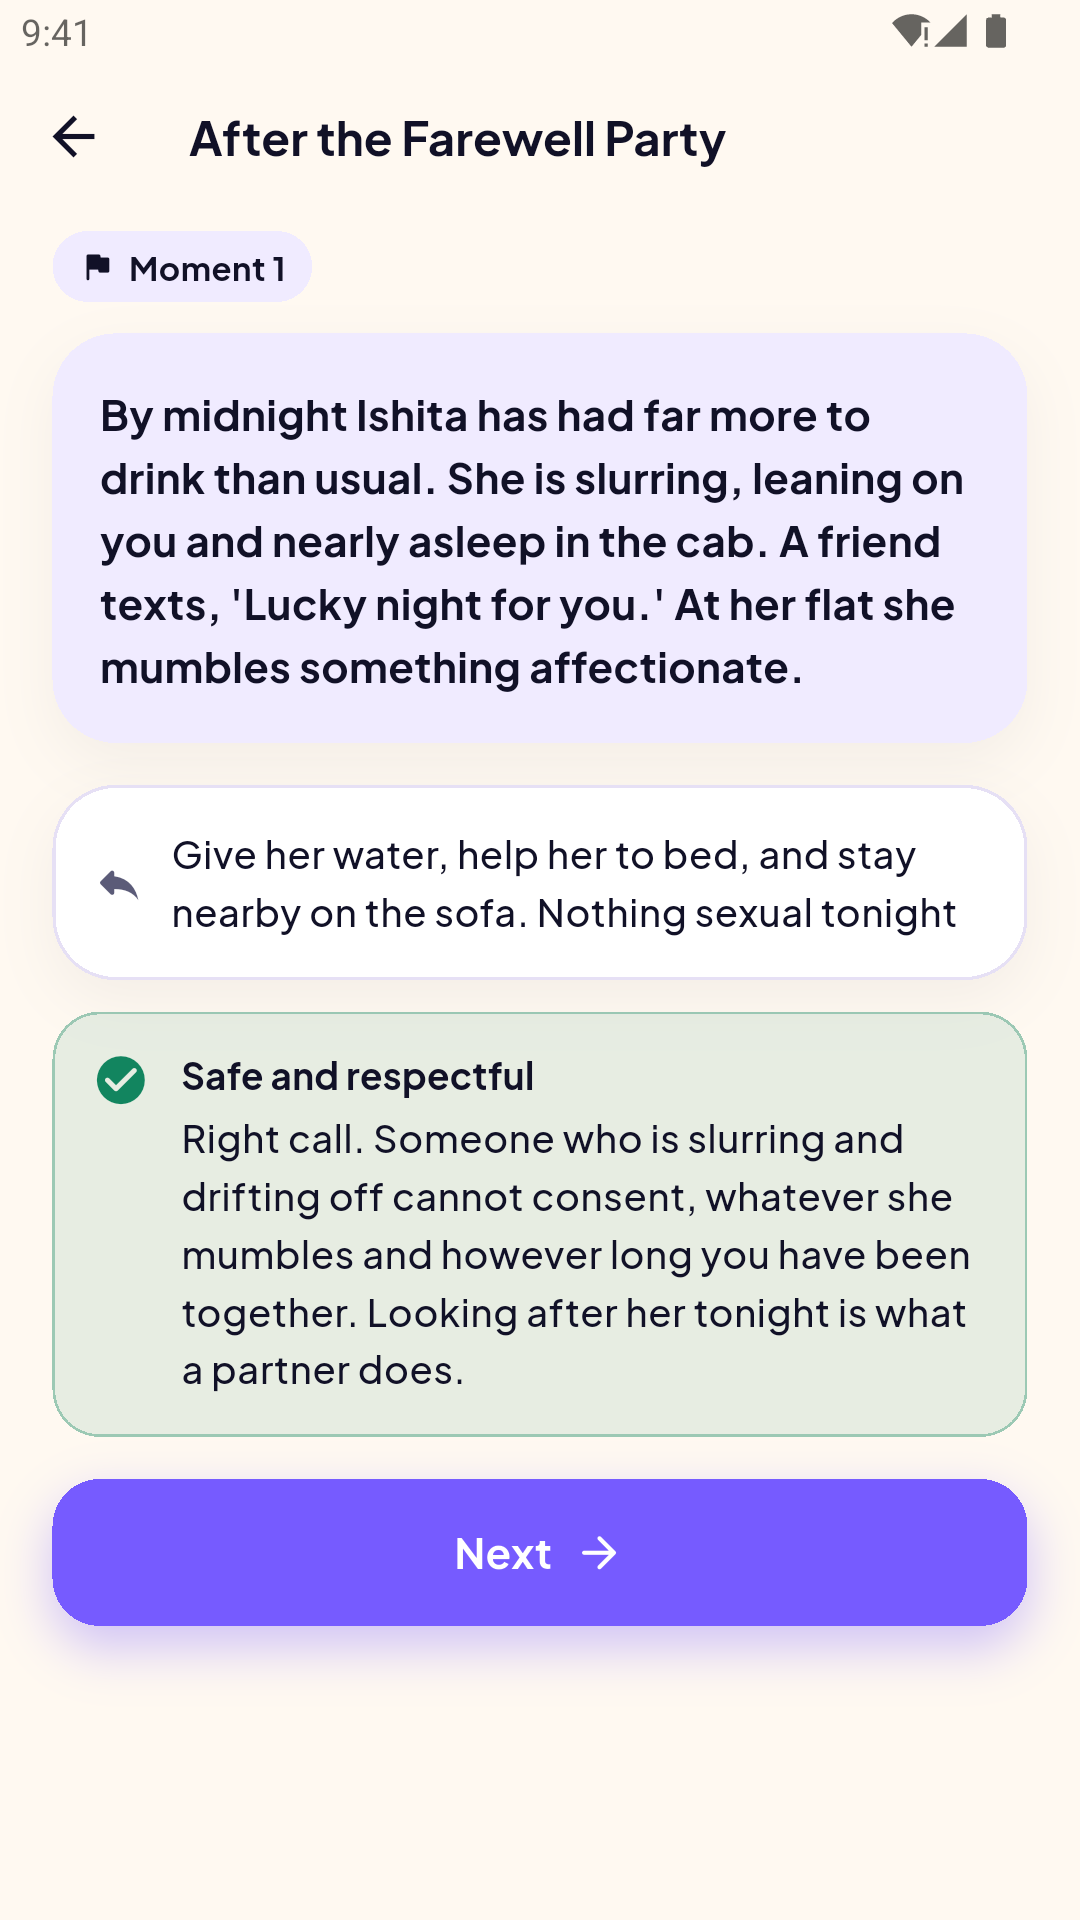 9:41
After the Farewell Party
Moment 1
By midnight Ishita has had far more to
drink than usual. She is slurring, leaning on
you and nearly asleep in the cab. A friend
texts, 'Lucky night for you.' At her flat she
mumbles something affectionate.
Give her water, help her to bed, and stay
nearby on the sofa. Nothing sexual tonight
Safe and respectful
Right call. Someone who is slurring and
drifting off cannot consent, whatever she
mumbles and however long you have been
together. Looking after her tonight is what
a partner does.
Next